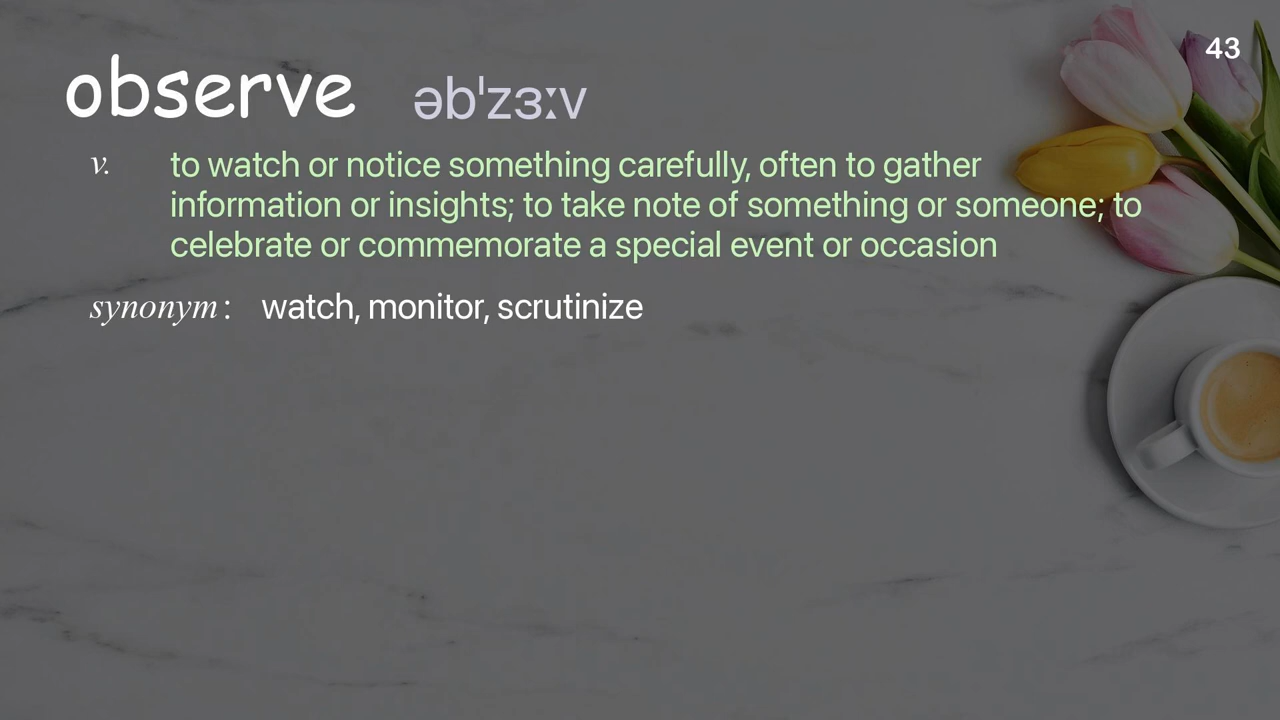 43
observe əbˈzɜːv
v. to watch or notice something carefully, often to gather
information or insights; to take note of something or someone; to
celebrate or commemorate a special event or occasion
synonym : watch, monitor, scrutinize